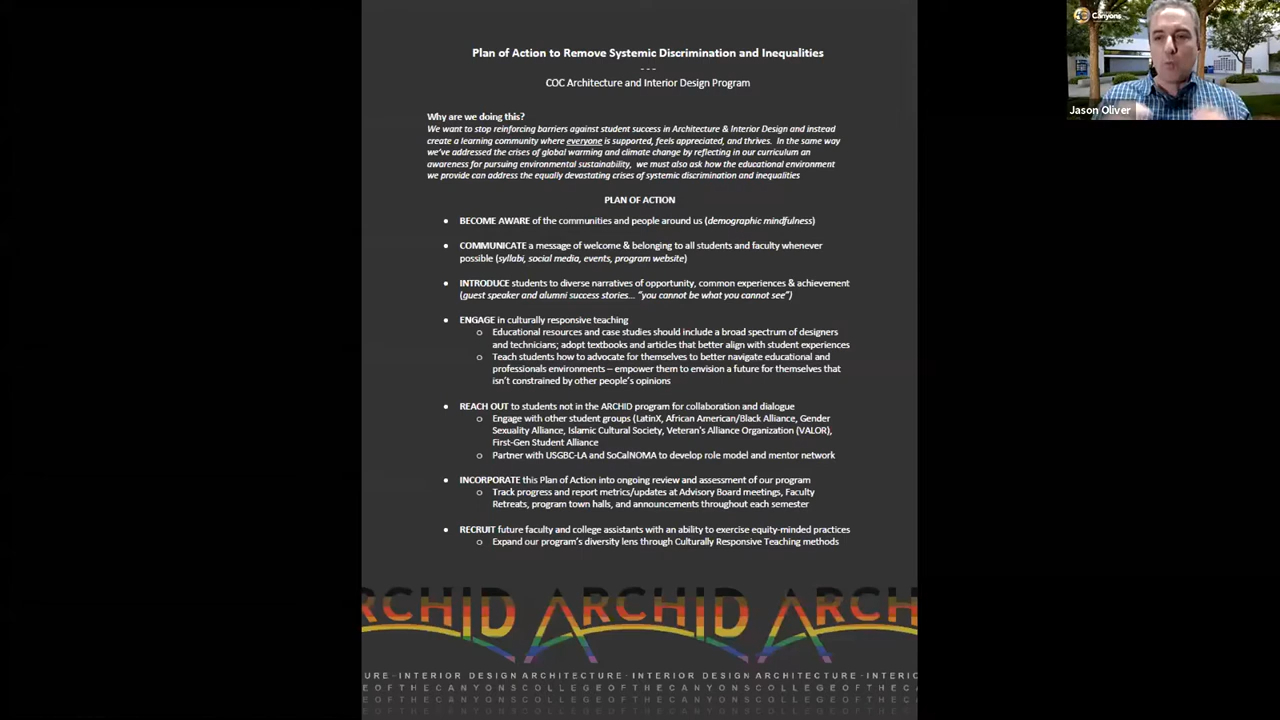 Plan of Action to Remove Systemic Discrimination and Inequalities
- - -
COC Architecture and Interior Design Program
Why are we doing this?
We want to stop reinforcing barriers against student success in Architecture & Interior Design and instead
create a learning community where everyone is supported, feels appreciated, and thrives. In the same way
we've addressed the crises of global warming and climate change by reflecting in our curriculum an
awareness for pursuing environmental sustainability, we must also ask how the educational environment
we provide can address the equally devastating crises of systemic discrimination and inequalities
PLAN OF ACTION
• BECOME AWARE of the communities and people around us (demographic mindfulness)
• COMMUNICATE a message of welcome & belonging to all students and faculty whenever
possible (syllabi, social media, events, program website)
• INTRODUCE students to diverse narratives of opportunity, common experiences & achievement
(guest speaker and alumni success stories... "you cannot be what you cannot see")
• ENGAGE in culturally responsive teaching
o Educational resources and case studies should include a broad spectrum of designers
and technicians; adopt textbooks and articles that better align with student experiences
o Teach students how to advocate for themselves to better navigate educational and
professionals environments – empower them to envision a future for themselves that
isn't constrained by other people's opinions
• REACH OUT to students not in the ARCHID program for collaboration and dialogue
o Engage with other student groups (LatinX, African American/Black Alliance, Gender
Sexuality Alliance, Islamic Cultural Society, Veteran's Alliance Organization (VALOR),
First-Gen Student Alliance
o Partner with USGBC-LA and SoCalNOMA to develop role model and mentor network
• INCORPORATE this Plan of Action into ongoing review and assessment of our program
o Track progress and report metrics/updates at Advisory Board meetings, Faculty
Retreats, program town halls, and announcements throughout each semester
• RECRUIT future faculty and college assistants with an ability to exercise equity-minded practices
o Expand our program's diversity lens through Culturally Responsive Teaching methods
RCHID ARCHID ARCH
URE·INTERIOR DESIGN ARCHITECTURE·INTERIOR DESIGN ARCHITECTURE·INTERIO
EOFTHECANYONSCOLLEGEOFTHECANYONSCOLLEGEOFTHEC
Canyons
Jason Oliver